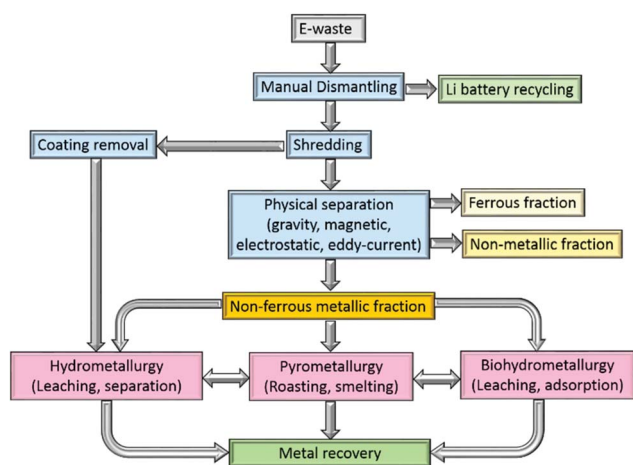 E-waste
Manual Dismantling
Li battery recycling
Coating removal
Shredding
Physical separation
(gravity, magnetic,
electrostatic, eddy-current)
Ferrous fraction
Non-metallic fraction
Non-ferrous metallic fraction
Hydrometallurgy
(Leaching, separation)
Pyrometallurgy
(Roasting, smelting)
Biohydrometallurgy
(Leaching, adsorption)
Metal recovery